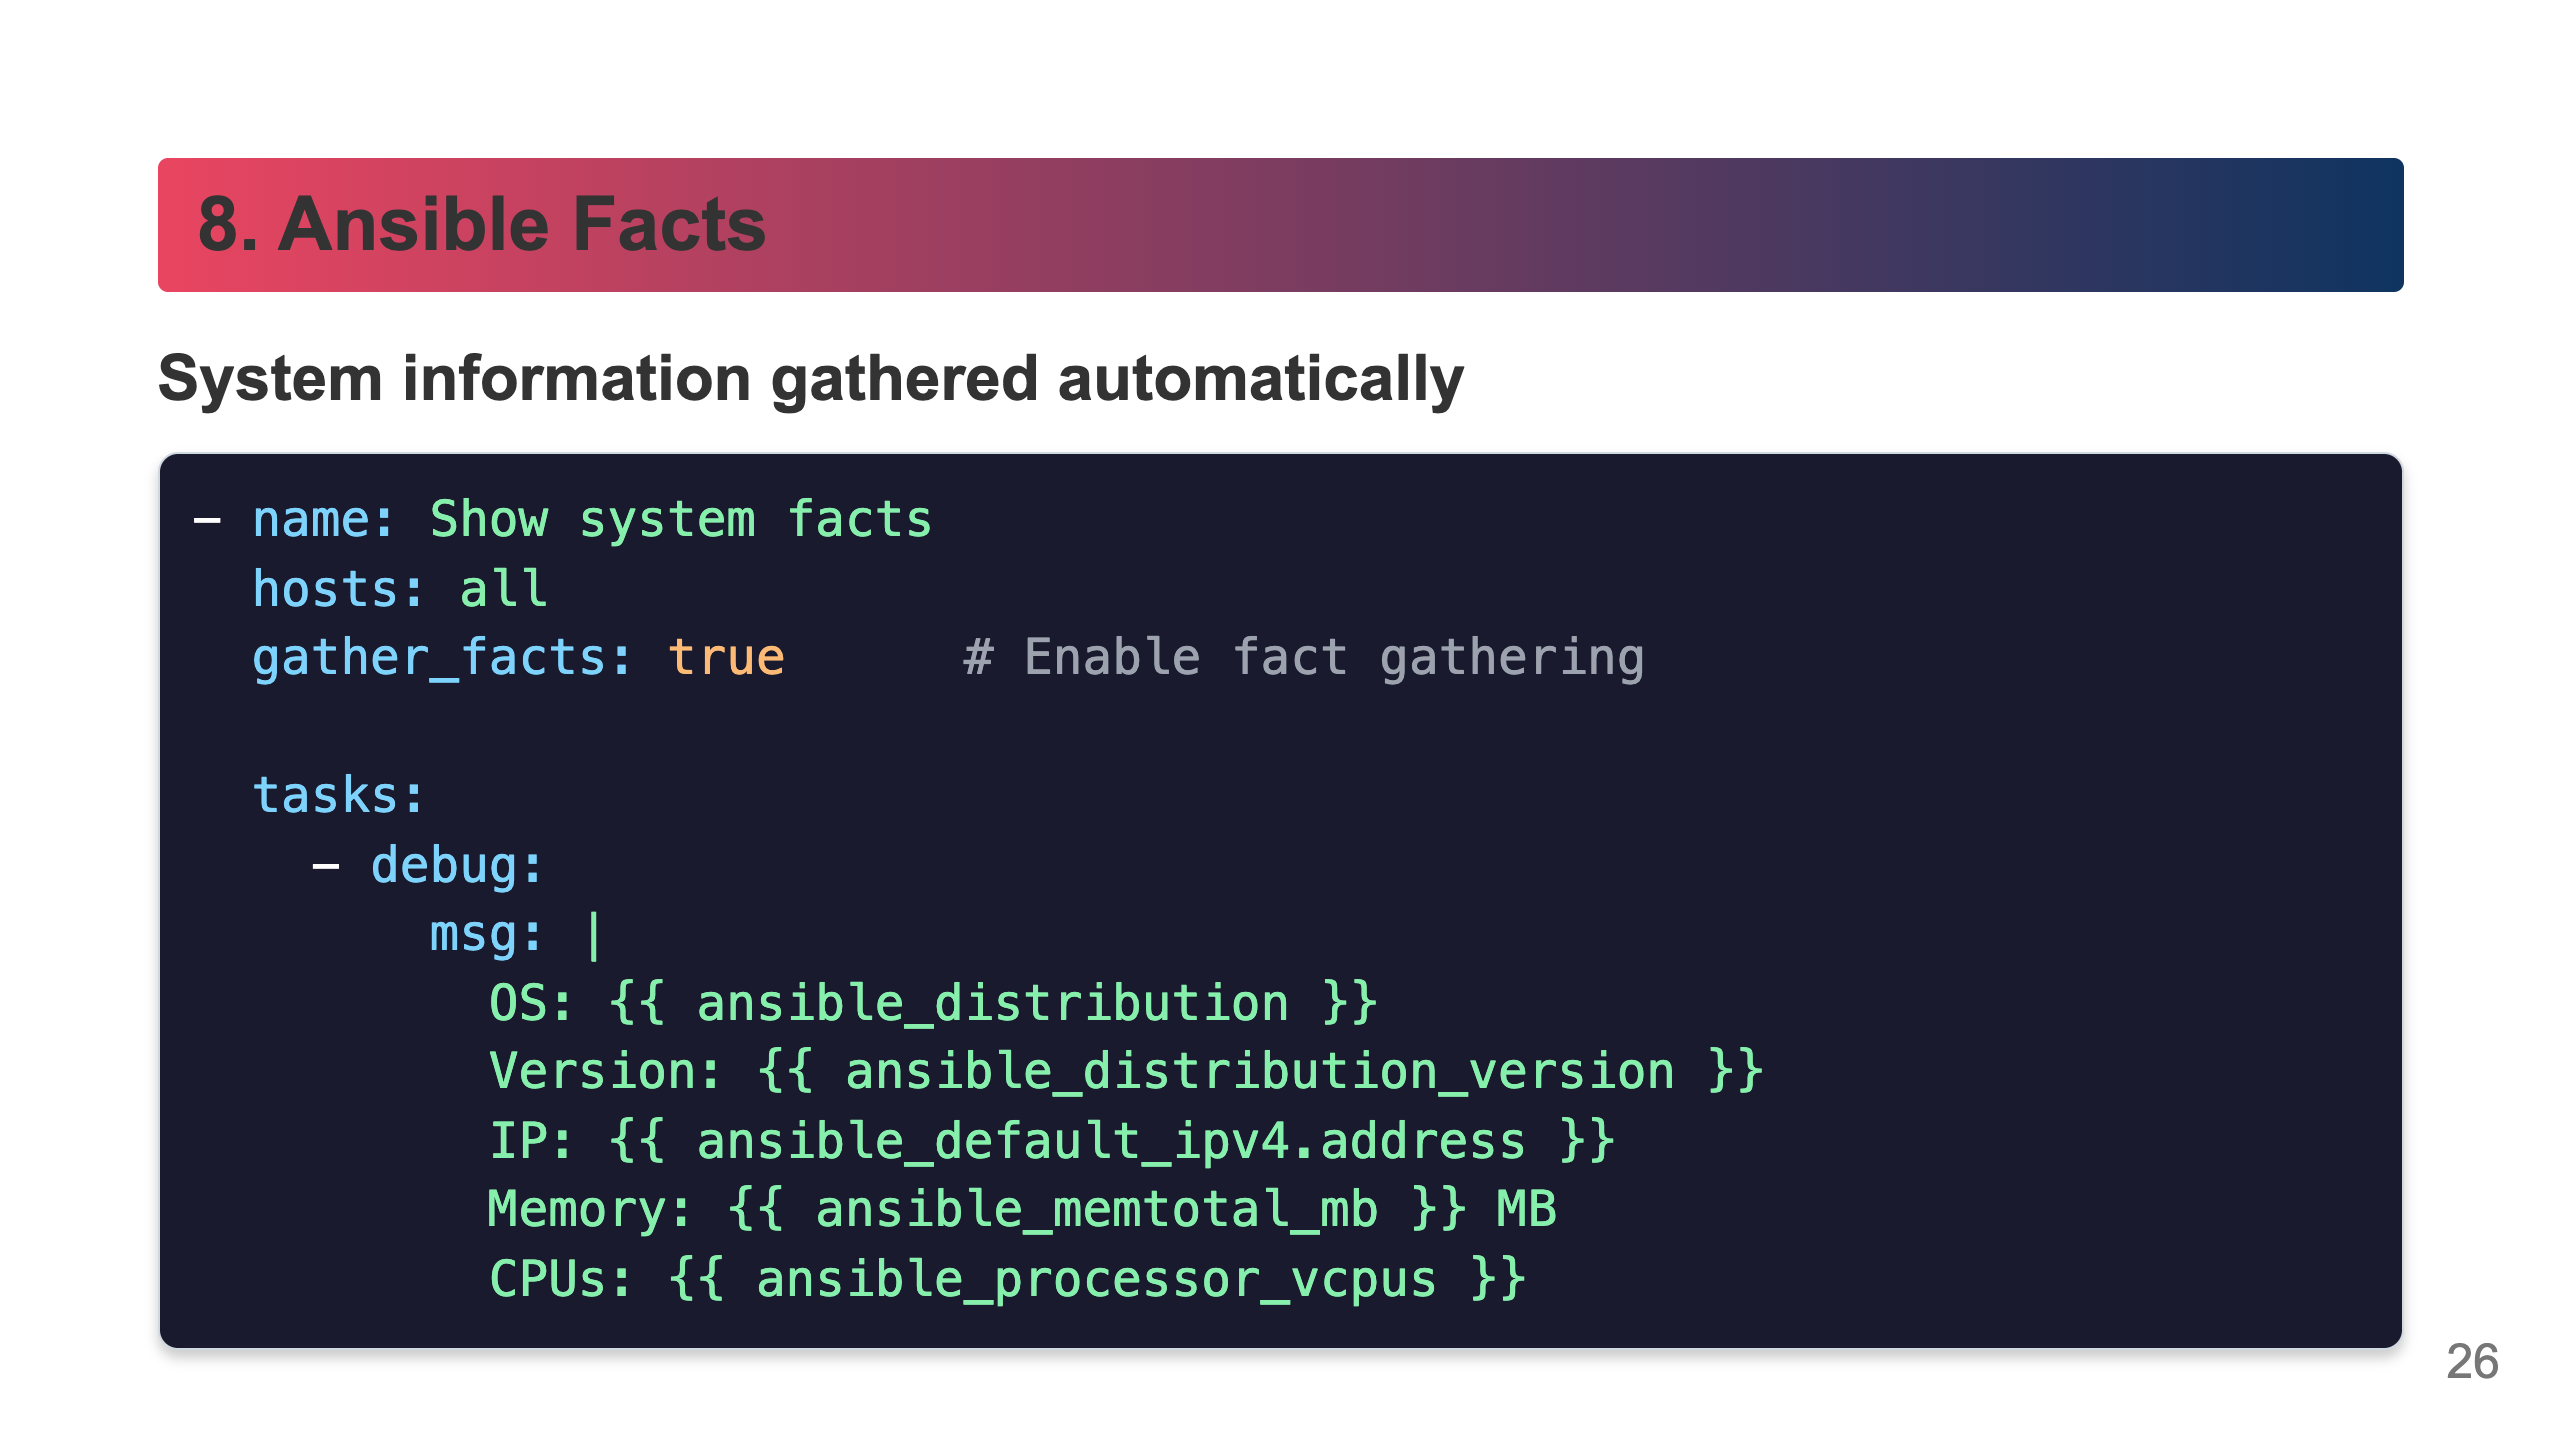 8. Ansible Facts
System information gathered automatically
- name: Show system facts
  hosts: all
  gather_facts: true      # Enable fact gathering

  tasks:
    - debug:
        msg: |
          OS: {{ ansible_distribution }}
          Version: {{ ansible_distribution_version }}
          IP: {{ ansible_default_ipv4.address }}
          Memory: {{ ansible_memtotal_mb }} MB
          CPUs: {{ ansible_processor_vcpus }}
26